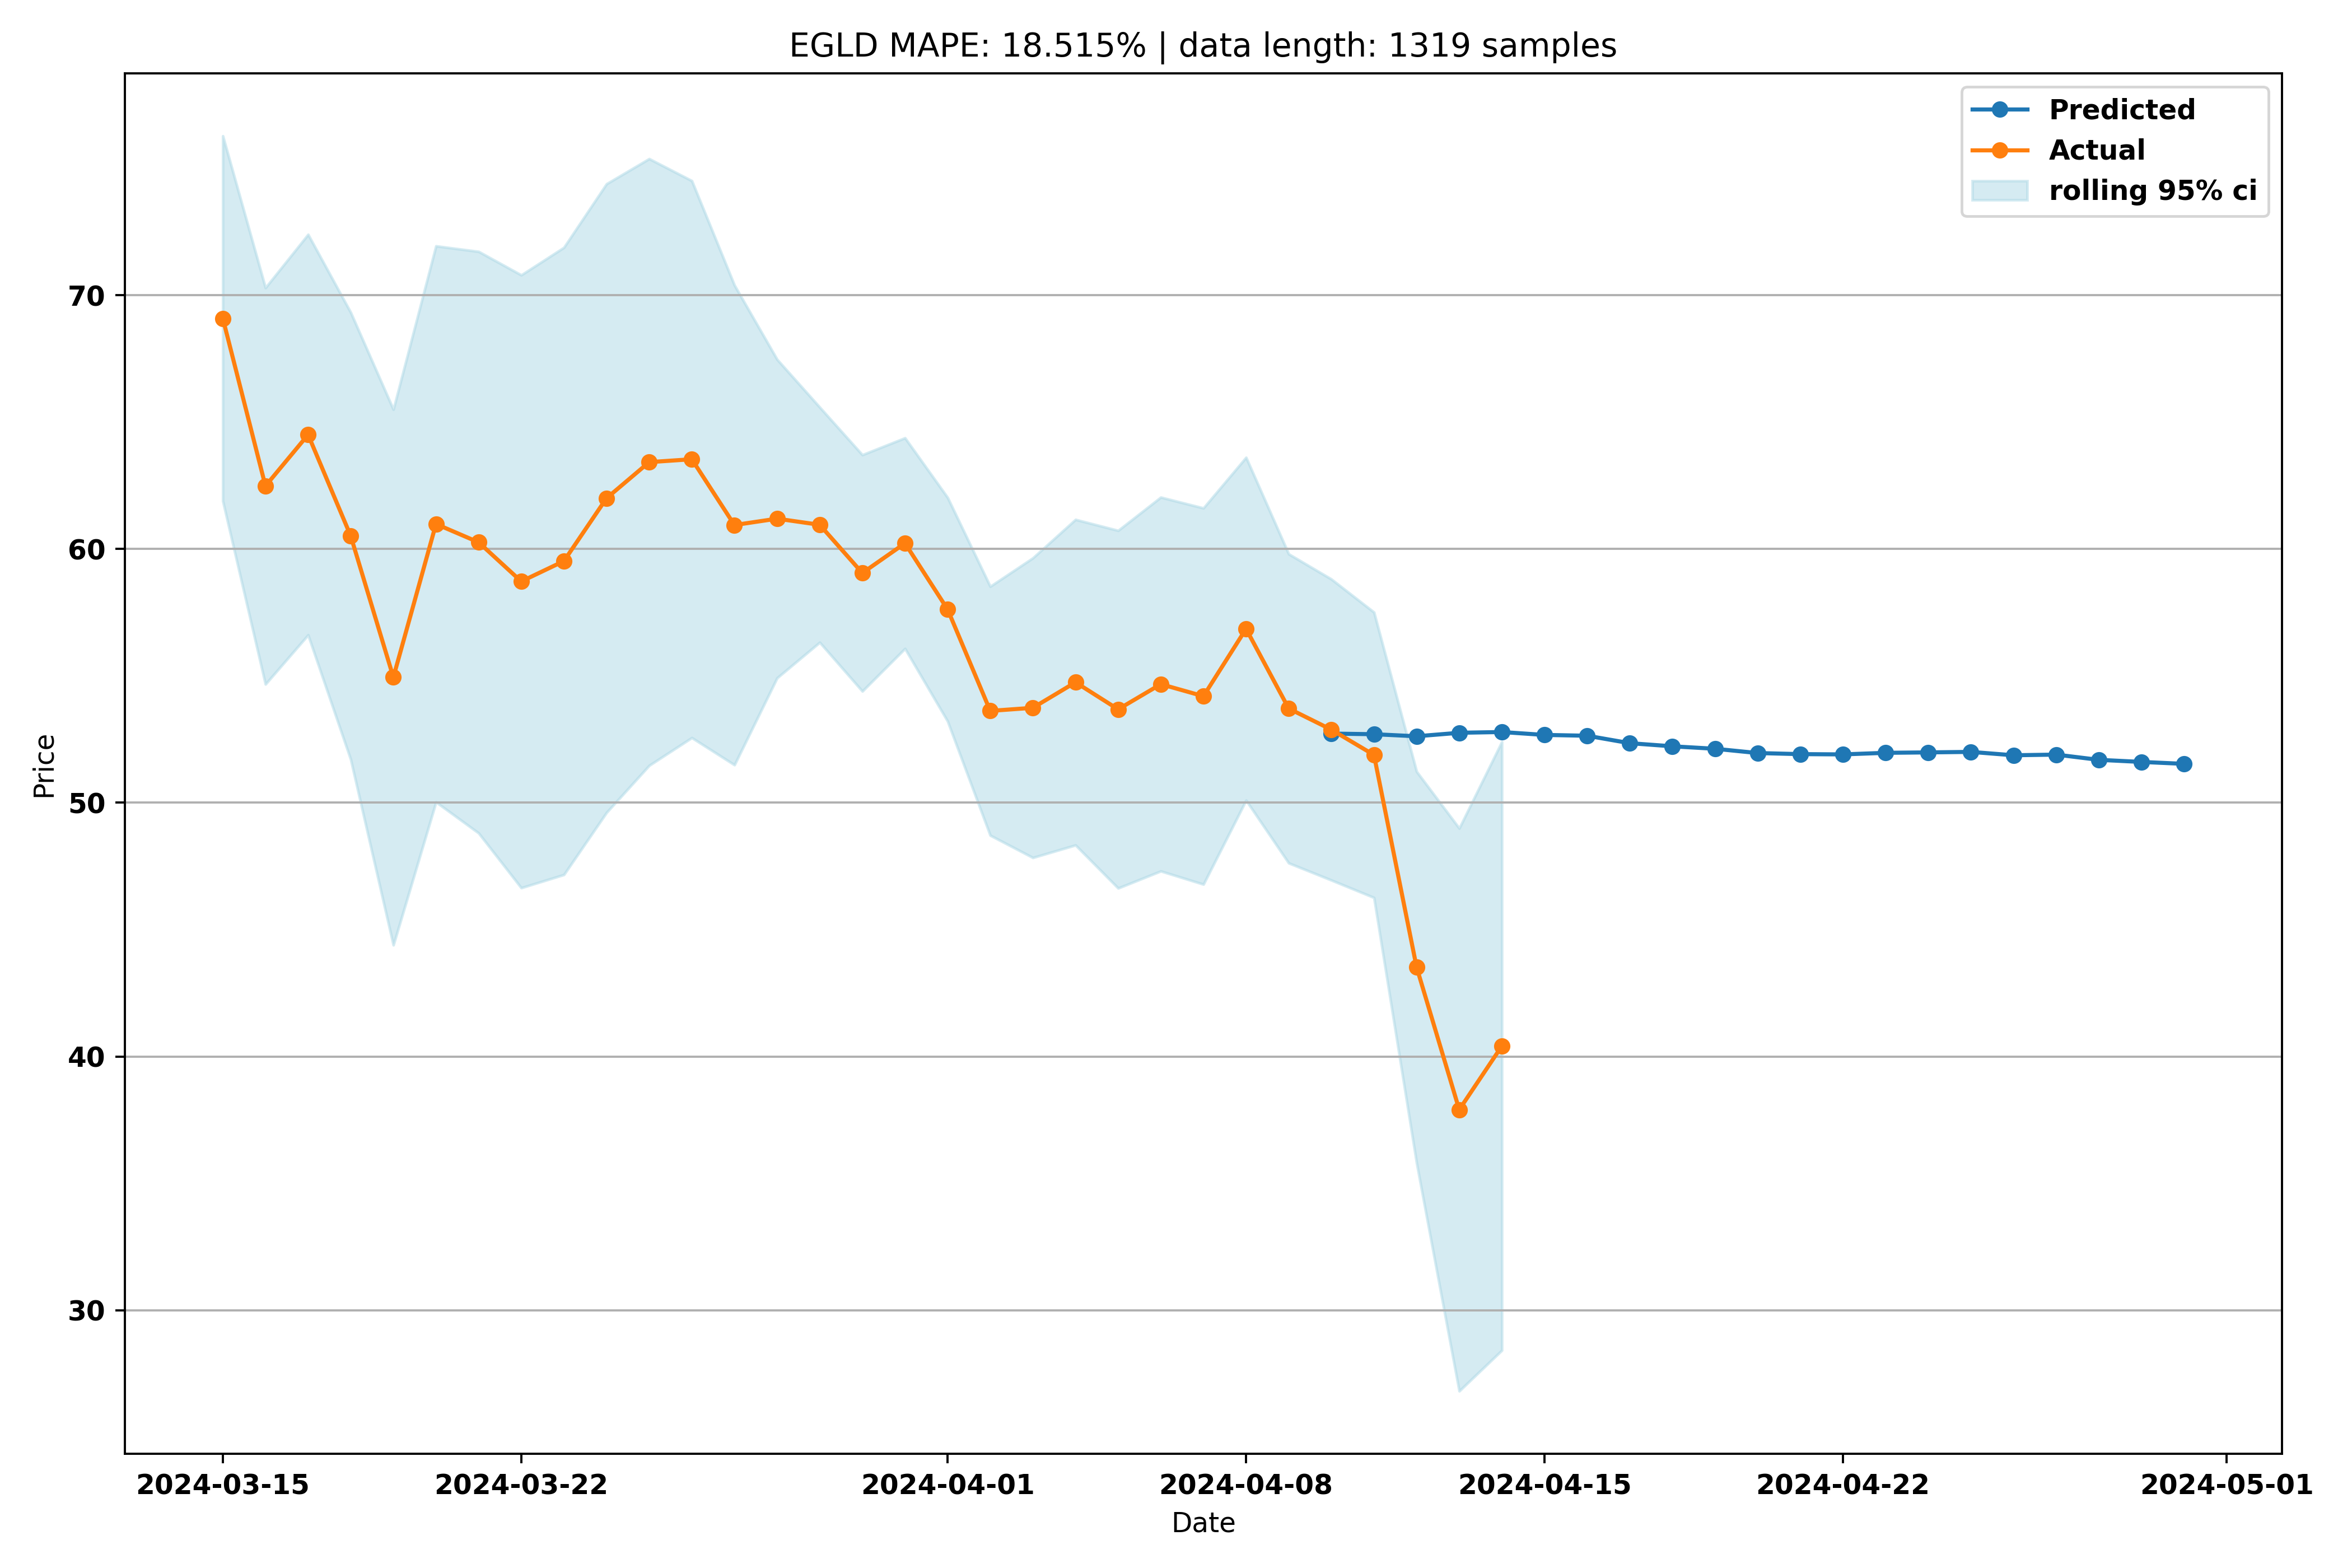 EGLD MAPE: 18.515% | data length: 1319 samples
Predicted
Actual
rolling 95% ci
Price
70
60
50
40
30
2024-03-15 2024-03-22 2024-04-01 2024-04-08 2024-04-15 2024-04-22 2024-05-01
Date